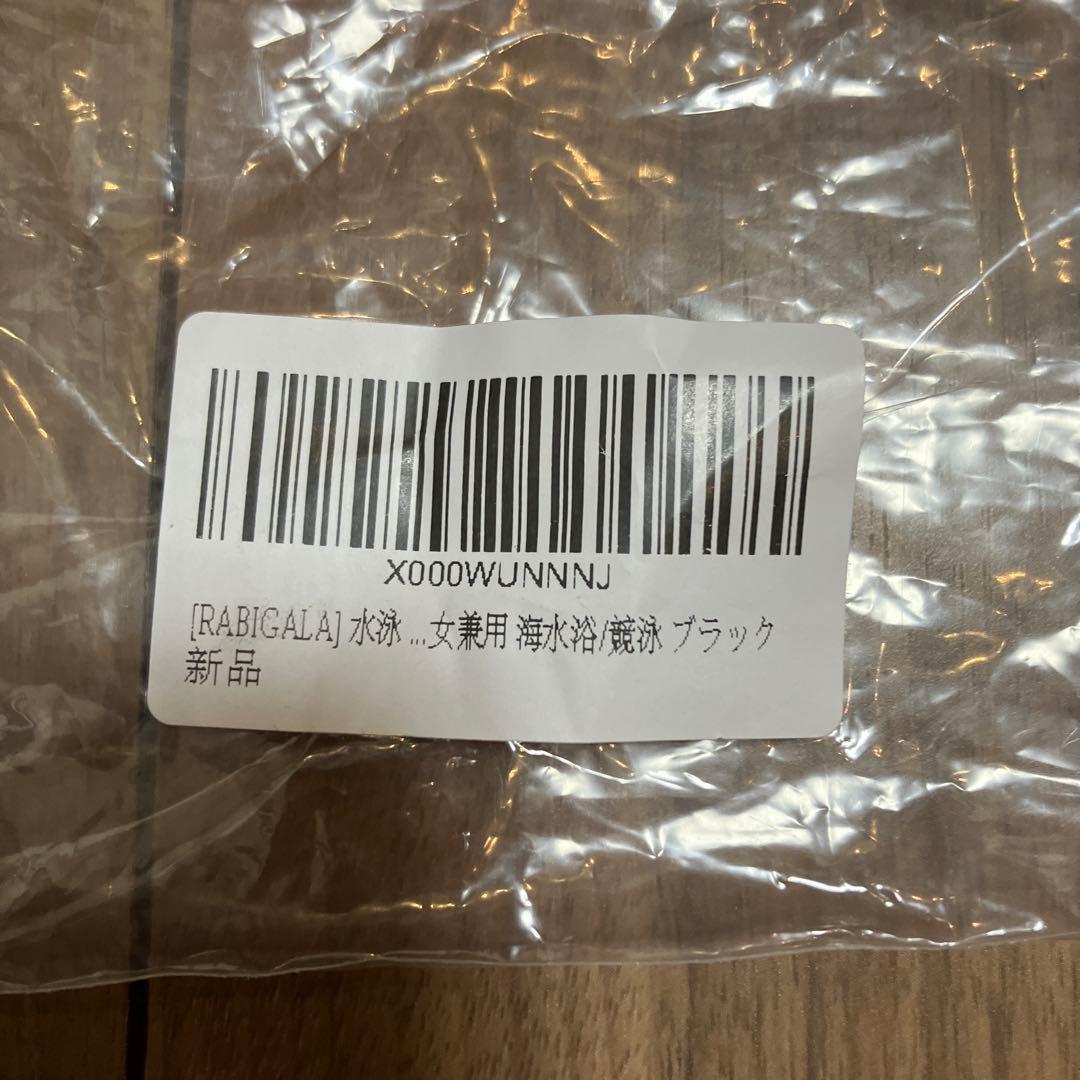 X000WUNNNJ
[RABIGALA] 水泳 ...女兼用 海水浴/競泳 ブラック
新品